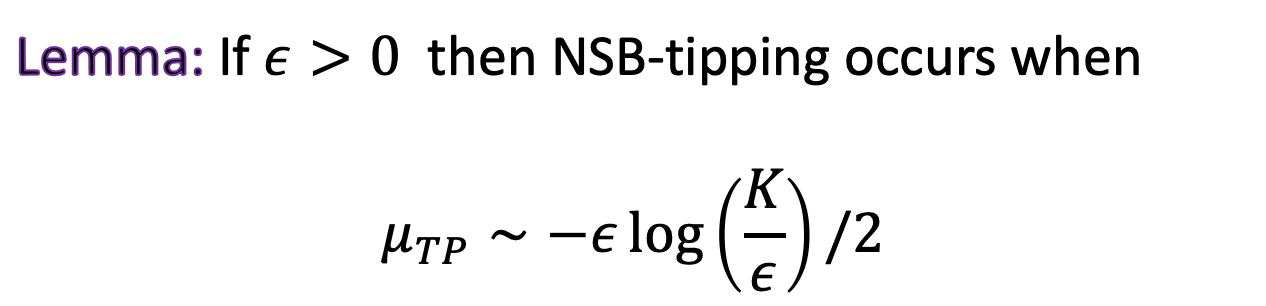 Lemma: If ϵ > 0 then NSB-tipping occurs when
μ_TP ~ −ϵ log (K/ϵ) /2